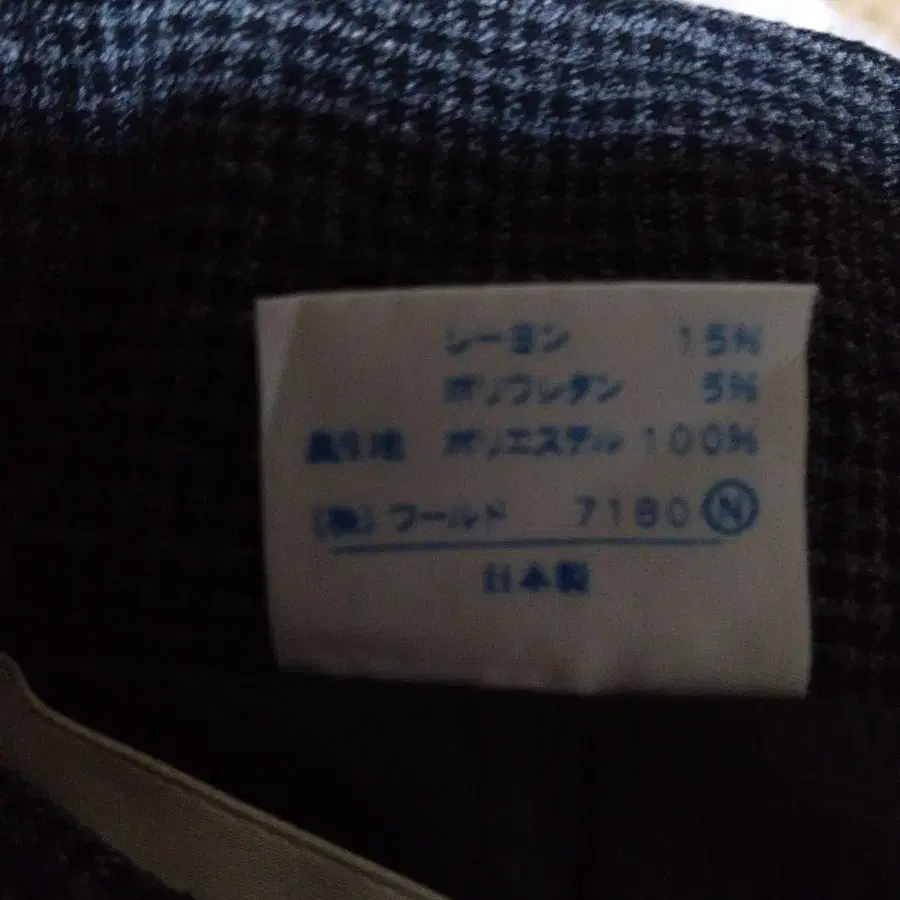 レーヨン 15%
ポリウレタン 5%
裏生地 ポリエステル 100%
(株)ワールド 7180 Ⓝ
日本製